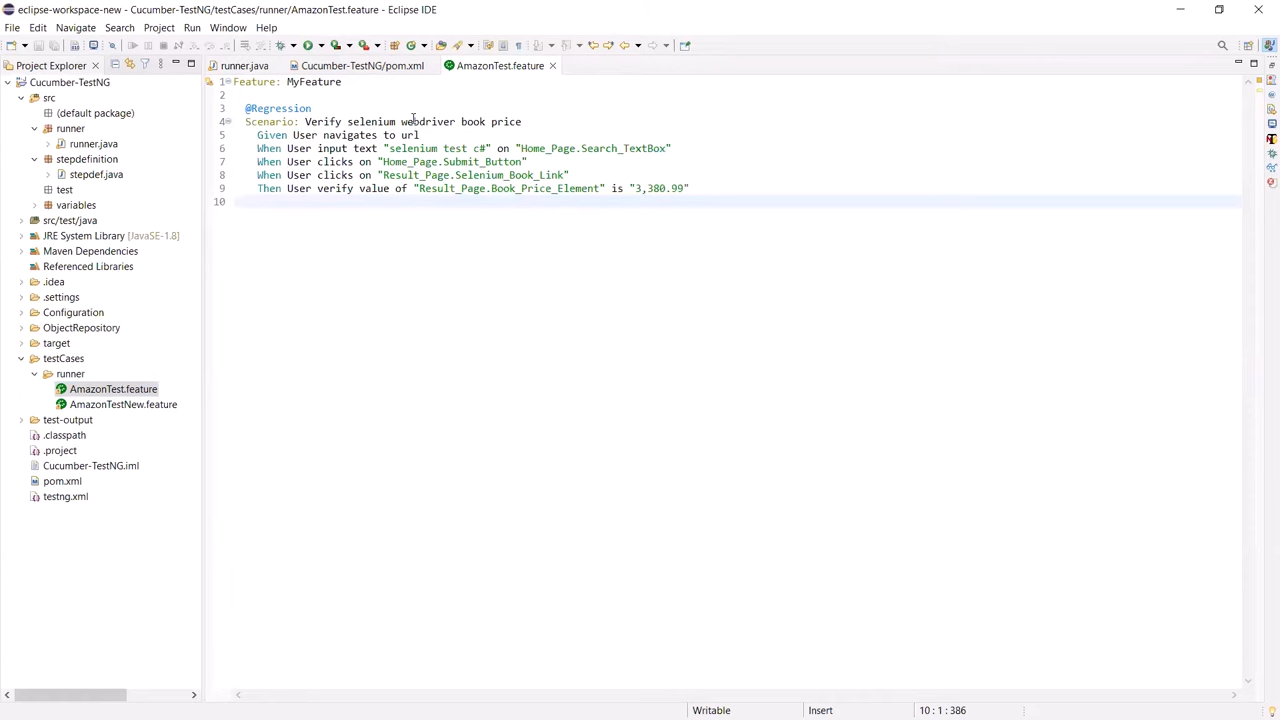 eclipse-workspace-new - Cucumber-TestNG/testCases/runner/AmazonTest.feature - Eclipse IDE
File Edit Navigate Search Project Run Window Help
Project Explorer
runner.java Cucumber-TestNG/pom.xml AmazonTest.feature
Cucumber-TestNG
src
(default package)
runner
runner.java
stepdefinition
stepdef.java
test
variables
src/test/java
JRE System Library [JavaSE-1.8]
Maven Dependencies
Referenced Libraries
.idea
.settings
Configuration
ObjectRepository
target
testCases
runner
AmazonTest.feature
AmazonTestNew.feature
test-output
.classpath
.project
Cucumber-TestNG.iml
pom.xml
testng.xml
1 Feature: MyFeature
2
3 @Regression
4 Scenario: Verify selenium webdriver book price
5 Given User navigates to url
6 When User input text "selenium test c#" on "Home_Page.Search_TextBox"
7 When User clicks on "Home_Page.Submit_Button"
8 When User clicks on "Result_Page.Selenium_Book_Link"
9 Then User verify value of "Result_Page.Book_Price_Element" is "3,380.99"
10
Writable Insert 10 : 1 : 386